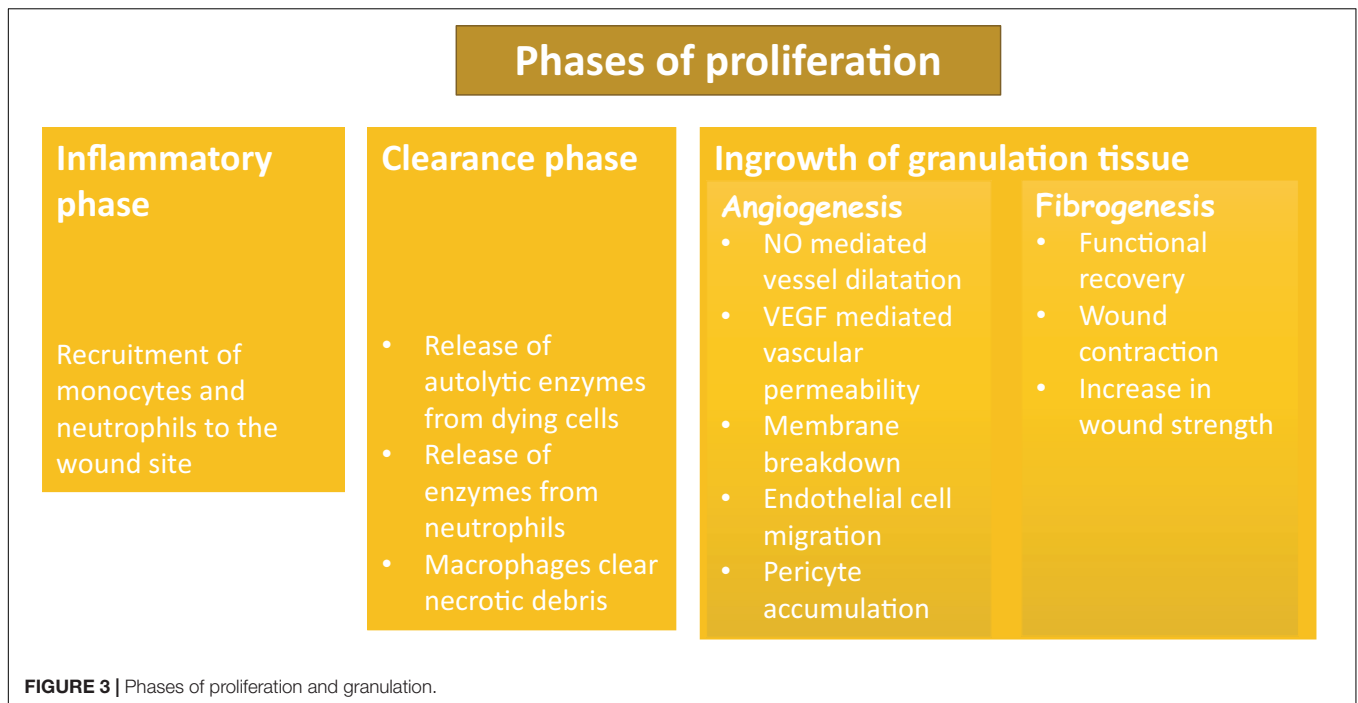 Phases of proliferation
Inflammatory
phase
Recruitment of
monocytes and
neutrophils to the
wound site
Clearance phase
• Release of
autolytic enzymes
from dying cells
• Release of
enzymes from
neutrophils
• Macrophages clear
necrotic debris
Ingrowth of granulation tissue
Angiogenesis
• NO mediated
vessel dilatation
• VEGF mediated
vascular
permeability
• Membrane
breakdown
• Endothelial cell
migration
• Pericyte
accumulation
Fibrogenesis
• Functional
recovery
• Wound
contraction
• Increase in
wound strength
FIGURE 3 | Phases of proliferation and granulation.